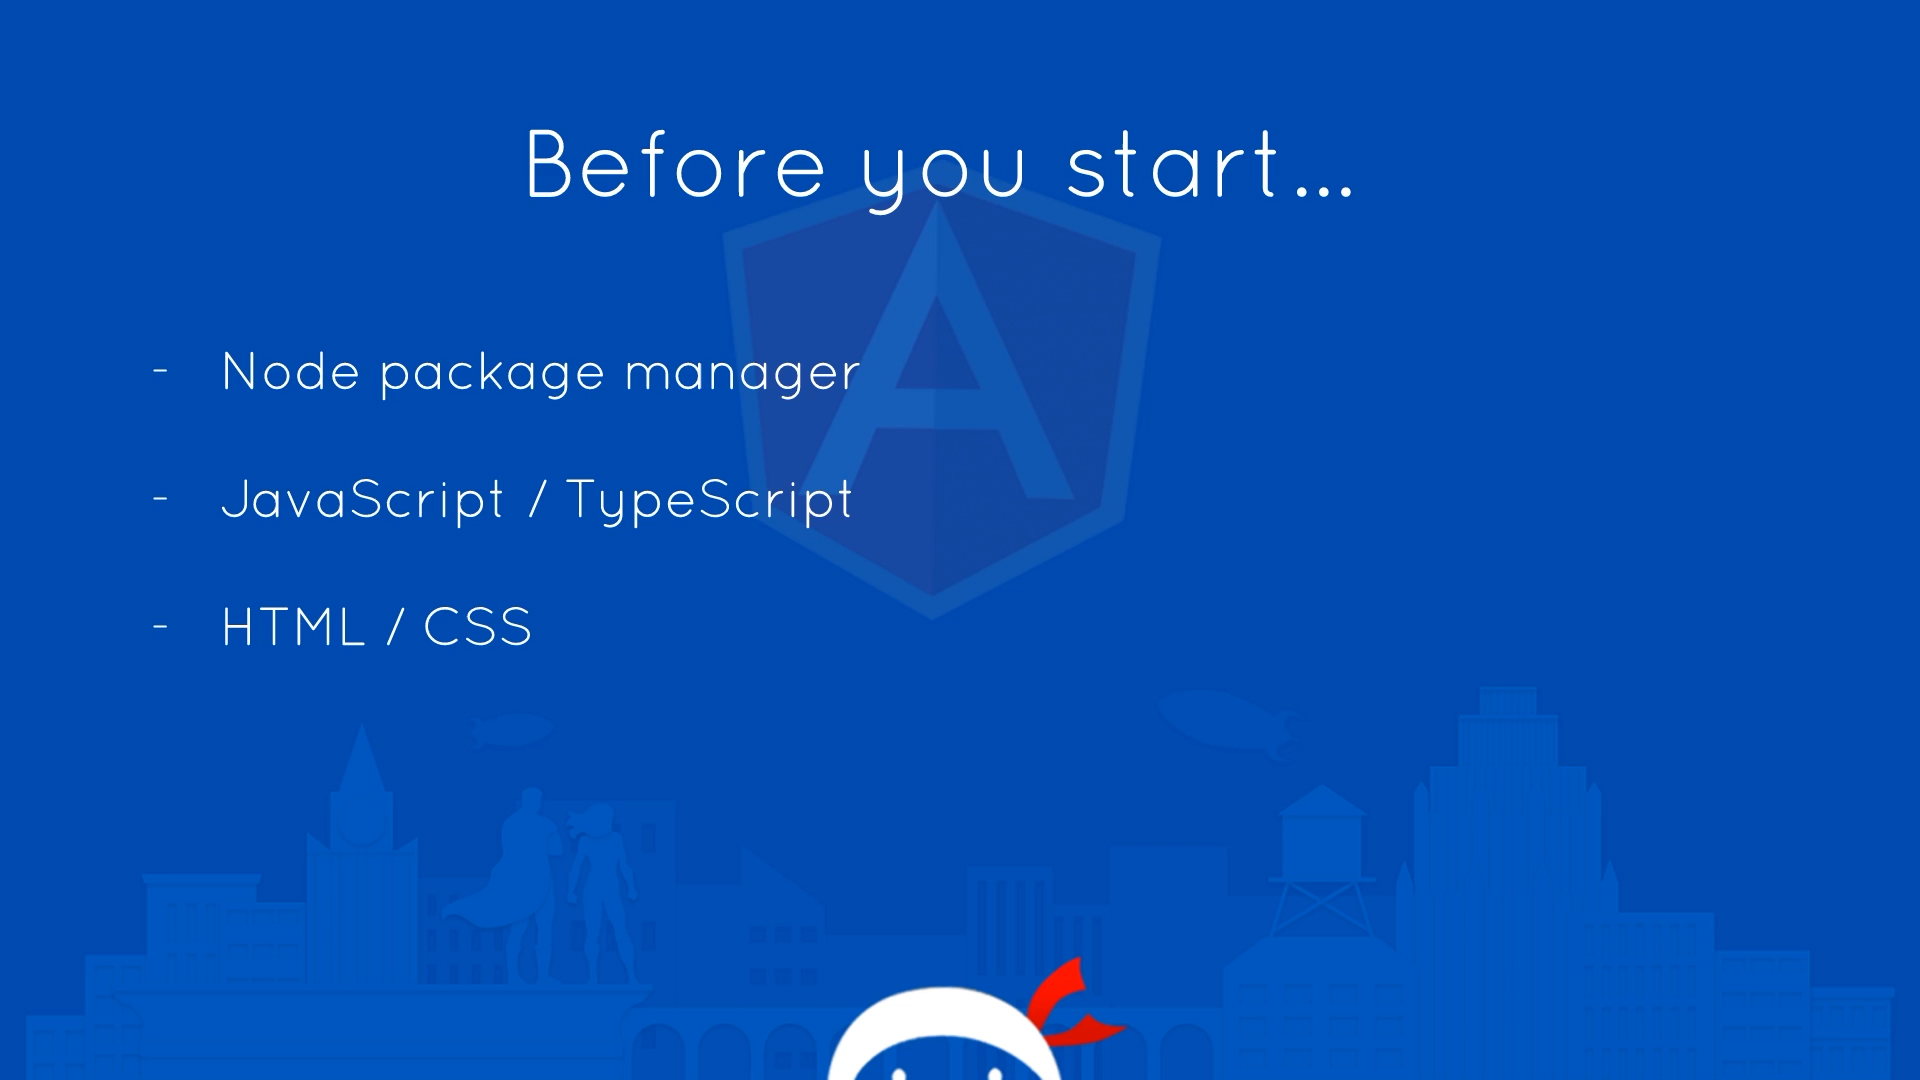 Before you start...
- Node package manager
- JavaScript / TypeScript
- HTML / CSS
A